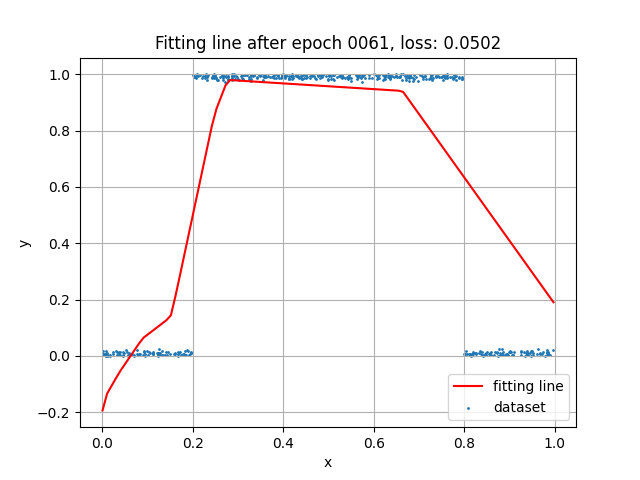 Fitting line after epoch 0061, loss: 0.0502
1.0
0.8
0.6
0.4
0.2
0.0
−0.2
y
0.0 0.2 0.4 0.6 0.8 1.0
x
fitting line
dataset